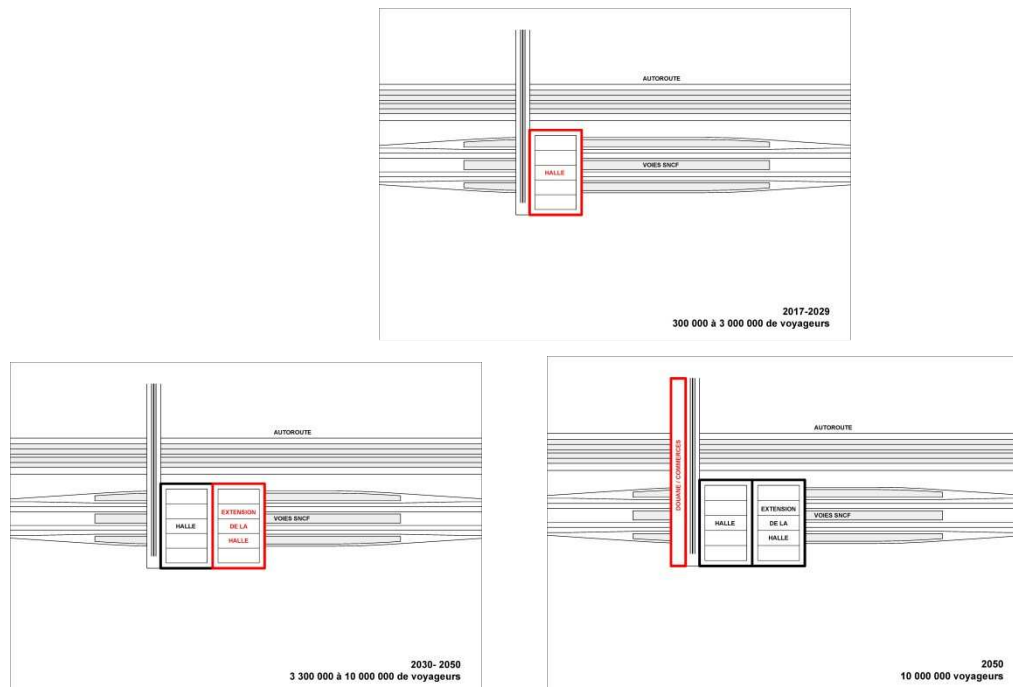 AUTOROUTE
VOIES SNCF
HALLE
2017-2029
300 000 à 3 000 000 de voyageurs
AUTOROUTE
HALLE
EXTENSION
DE LA
HALLE
VOIES SNCF
2030- 2050
3 300 000 à 10 000 000 de voyageurs
DOUANE / COMMERCES
AUTOROUTE
HALLE
EXTENSION
DE LA
HALLE
VOIES SNCF
2050
10 000 000 voyageurs